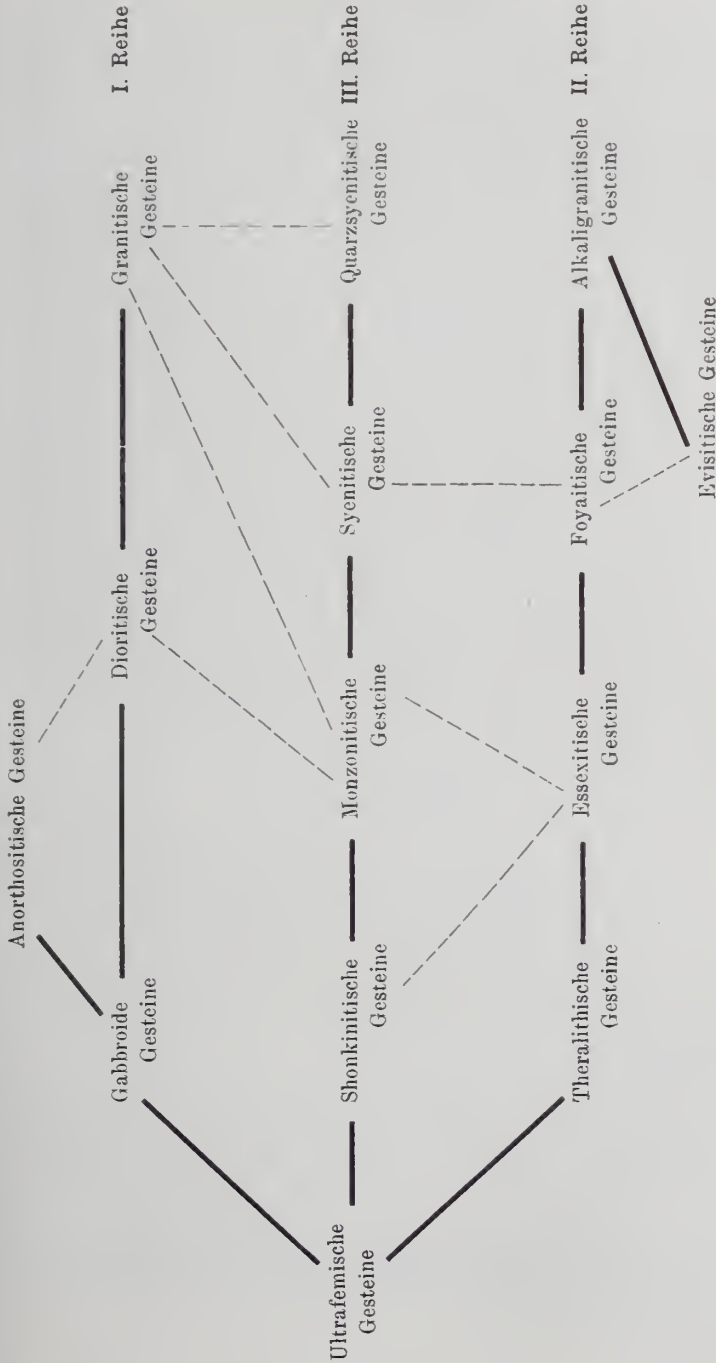 Anorthositische Gesteine
Gabbroide
Gesteine
Dioritische
Gesteine
Granitische
Gesteine
I. Reihe
Ultrafemische
Gesteine
Shonkinitische
Gesteine
Monzonitische
Gesteine
Syenitische
Gesteine
Quarzsyenitische
Gesteine
III. Reihe
Theralithische
Gesteine
Essexitische
Gesteine
Foyaitische
Gesteine
Alkaligranitische
Gesteine
II. Reihe
Evisitische Gesteine